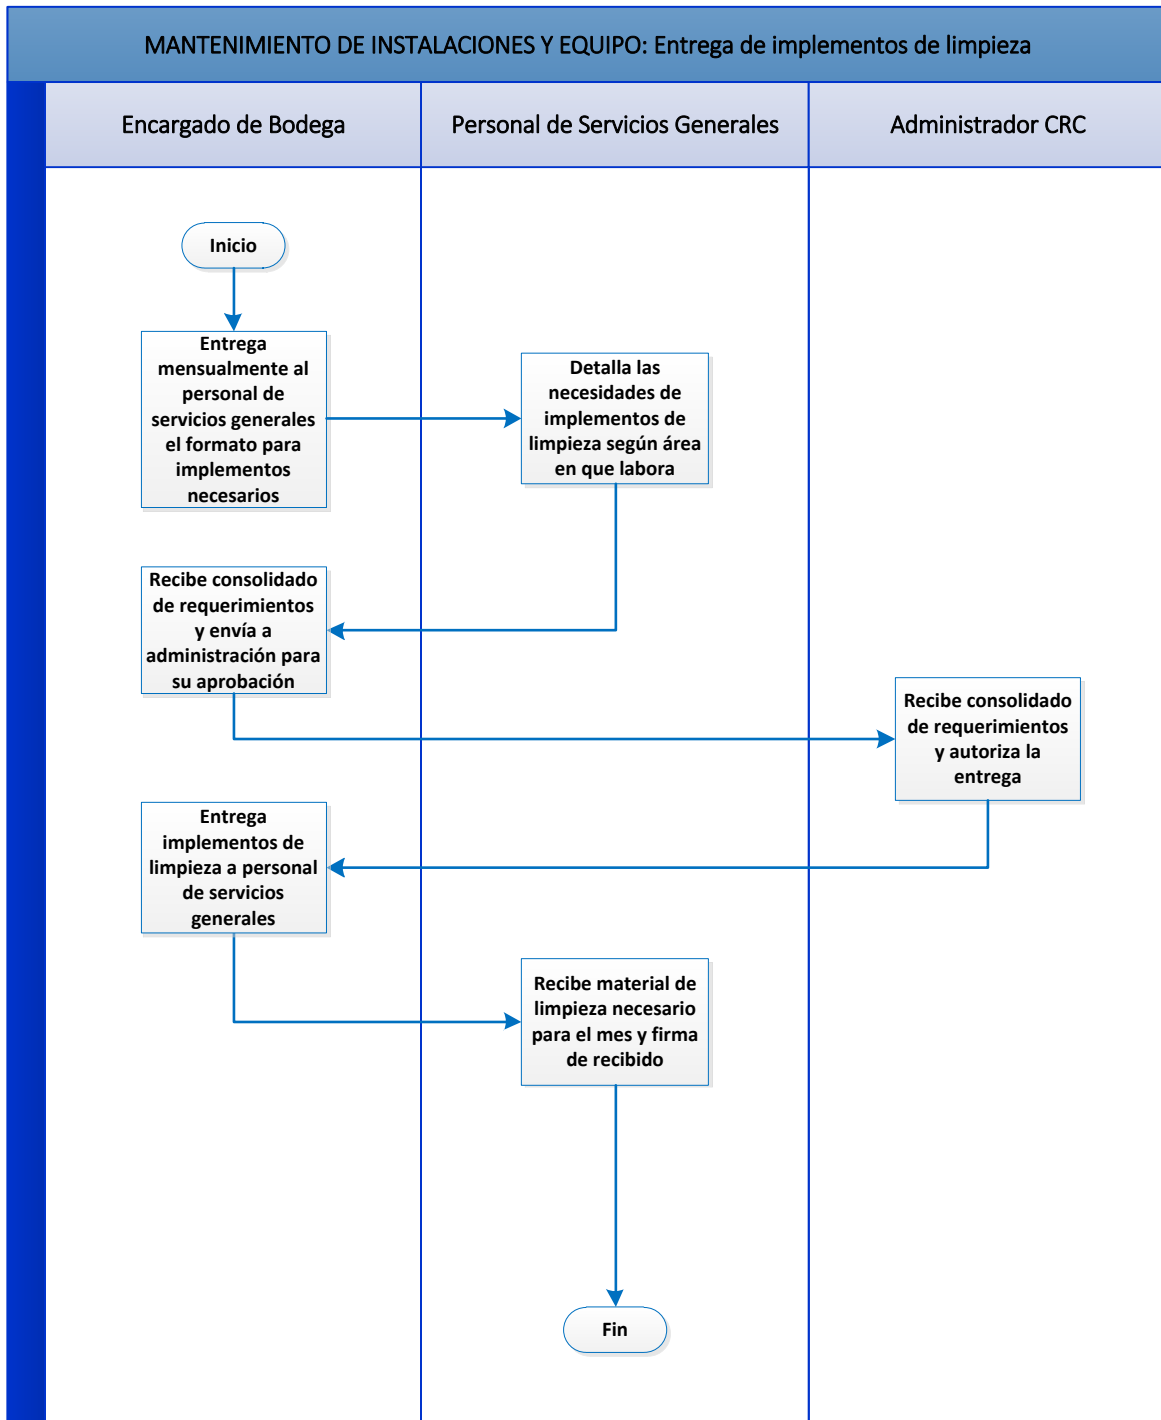 MANTENIMIENTO DE INSTALACIONES Y EQUIPO: Entrega de implementos de limpieza
Encargado de Bodega
Personal de Servicios Generales
Administrador CRC
Inicio
Entrega
mensualmente al
personal de
servicios generales
el formato para
implementos
necesarios
Detalla las
necesidades de
implementos de
limpieza según área
en que labora
Recibe consolidado
de requerimientos
y envía a
administración para
su aprobación
Recibe consolidado
de requerimientos
y autoriza la
entrega
Entrega
implementos de
limpieza a personal
de servicios
generales
Recibe material de
limpieza necesario
para el mes y firma
de recibido
Fin